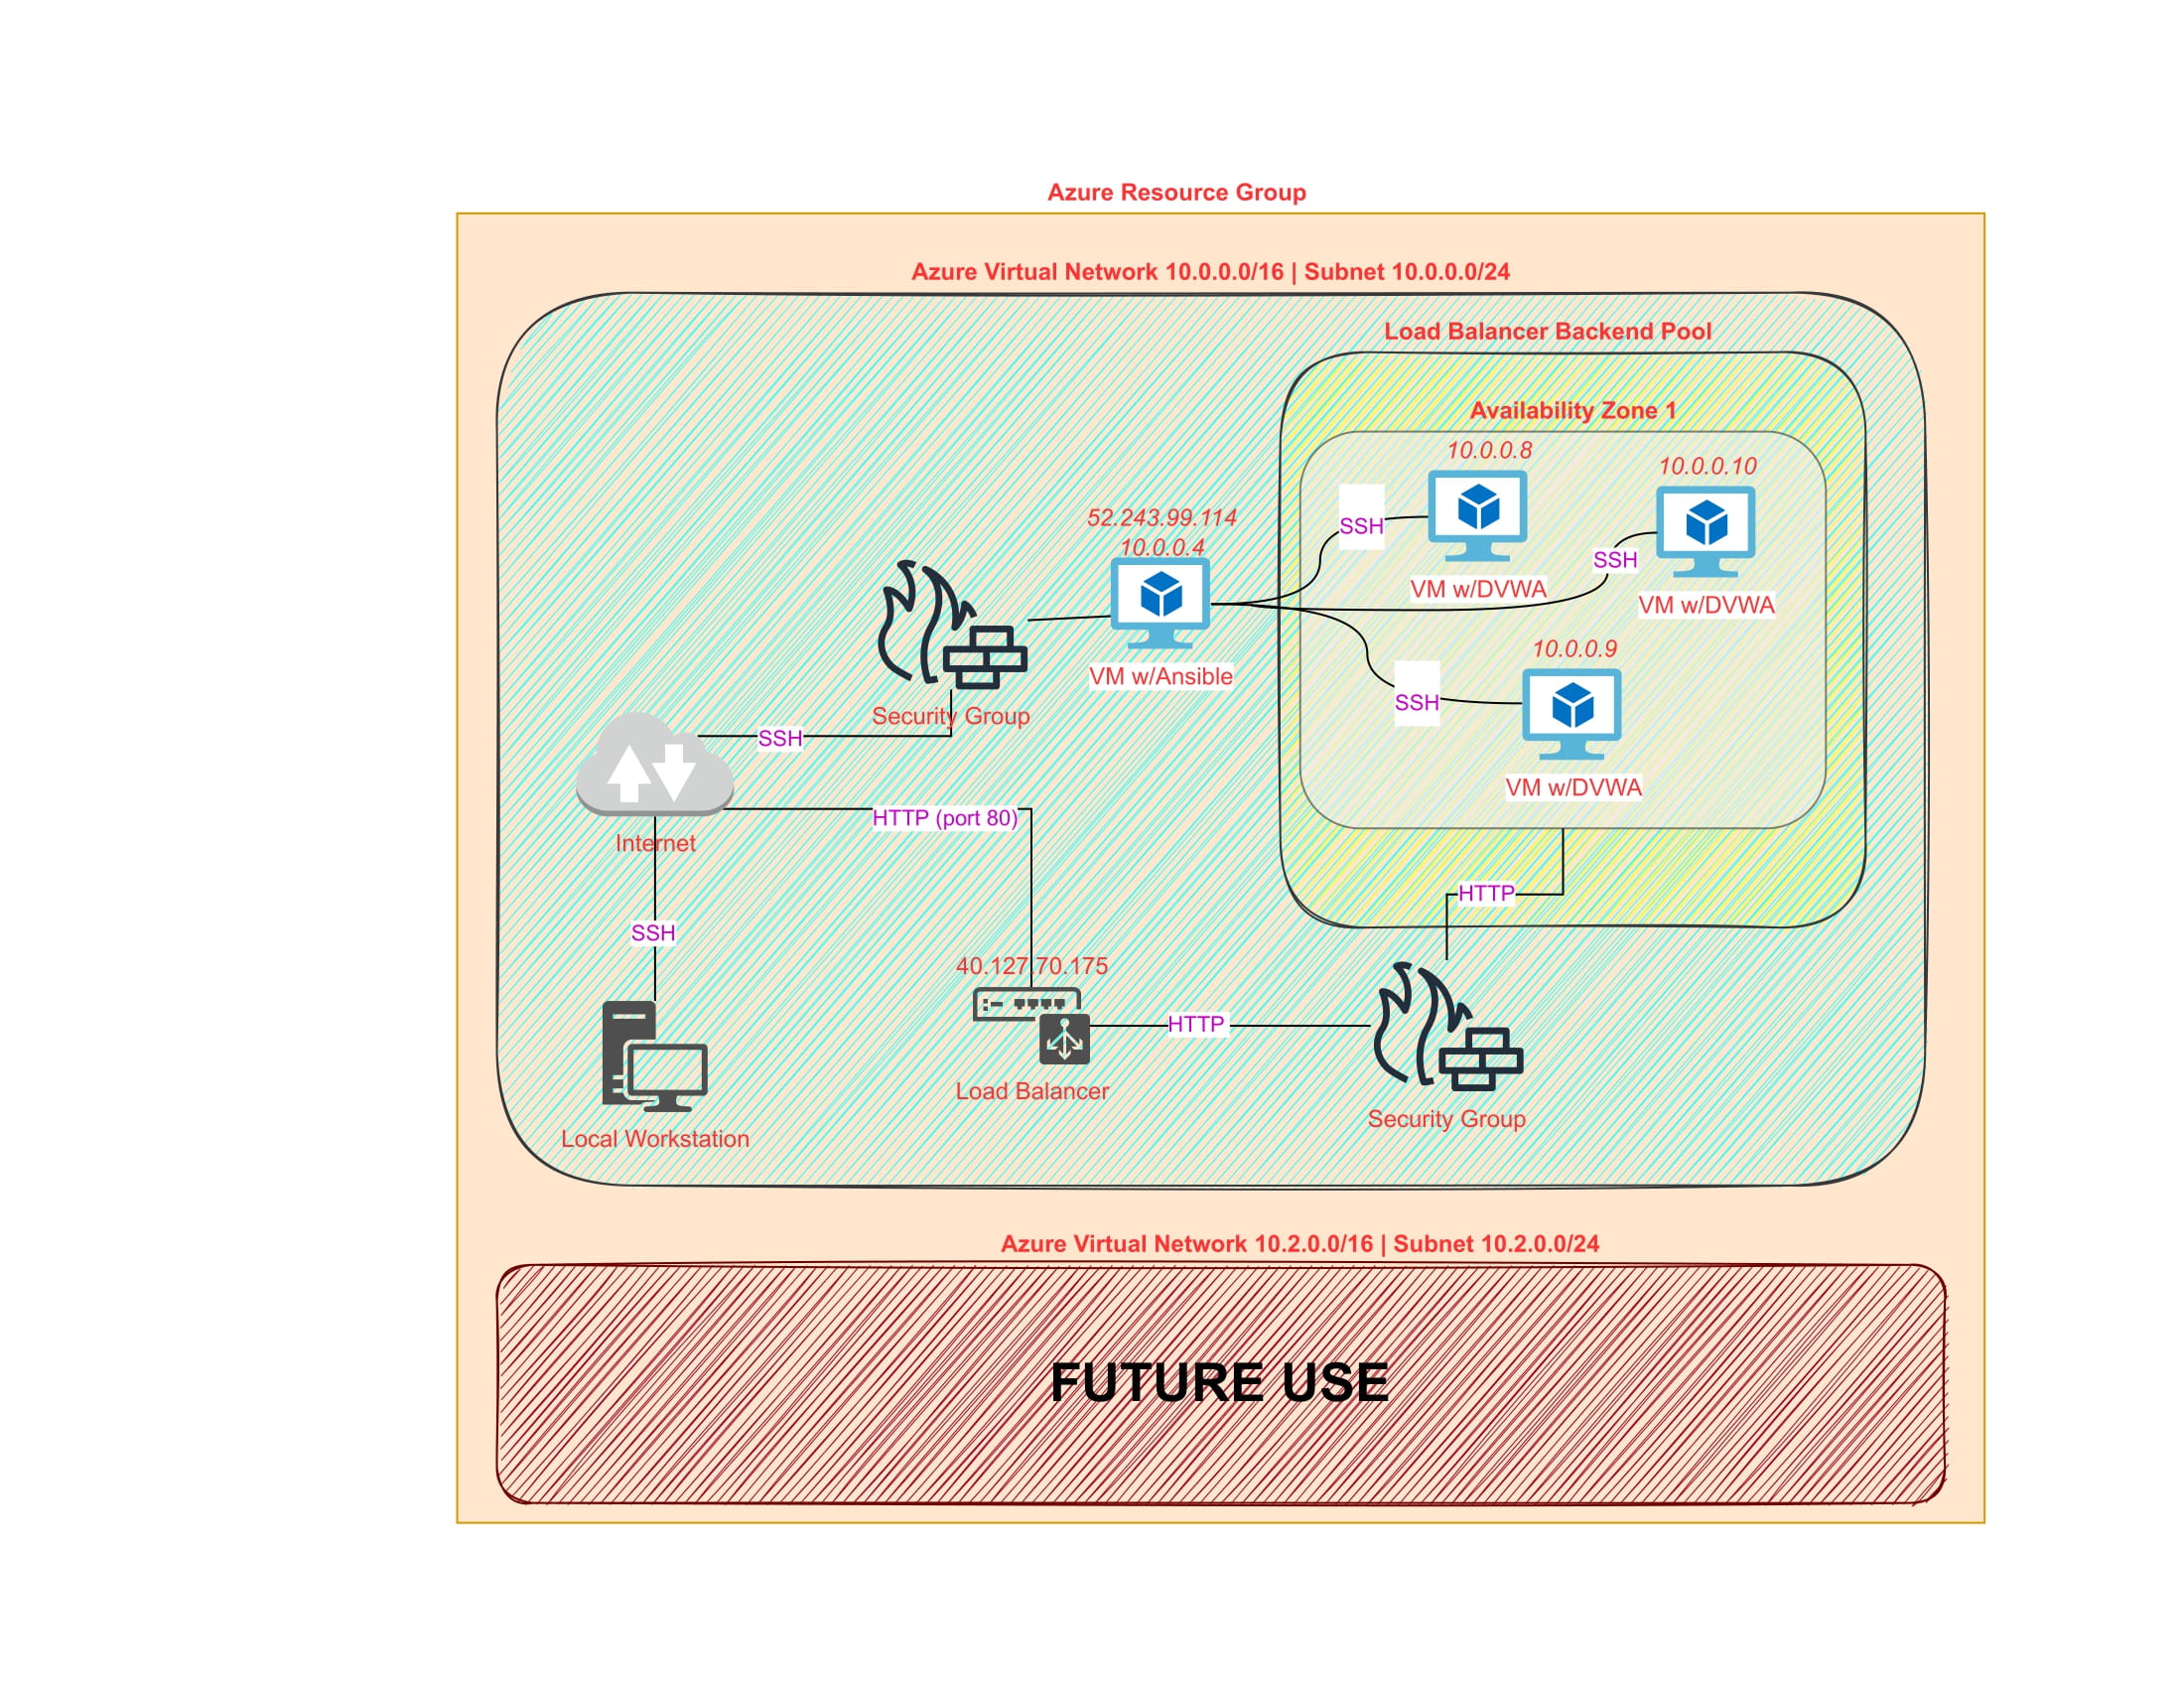 Azure Resource Group
Azure Virtual Network 10.0.0.0/16 | Subnet 10.0.0.0/24
Load Balancer Backend Pool
Availability Zone 1
10.0.0.8
10.0.0.10
52.243.99.114
10.0.0.4
SSH
SSH
VM w/DVWA
VM w/DVWA
10.0.0.9
VM w/Ansible
SSH
Security Group
SSH
VM w/DVWA
HTTP (port 80)
Internet
HTTP
SSH
40.127.70.175
HTTP
Load Balancer
Security Group
Local Workstation
Azure Virtual Network 10.2.0.0/16 | Subnet 10.2.0.0/24
FUTURE USE